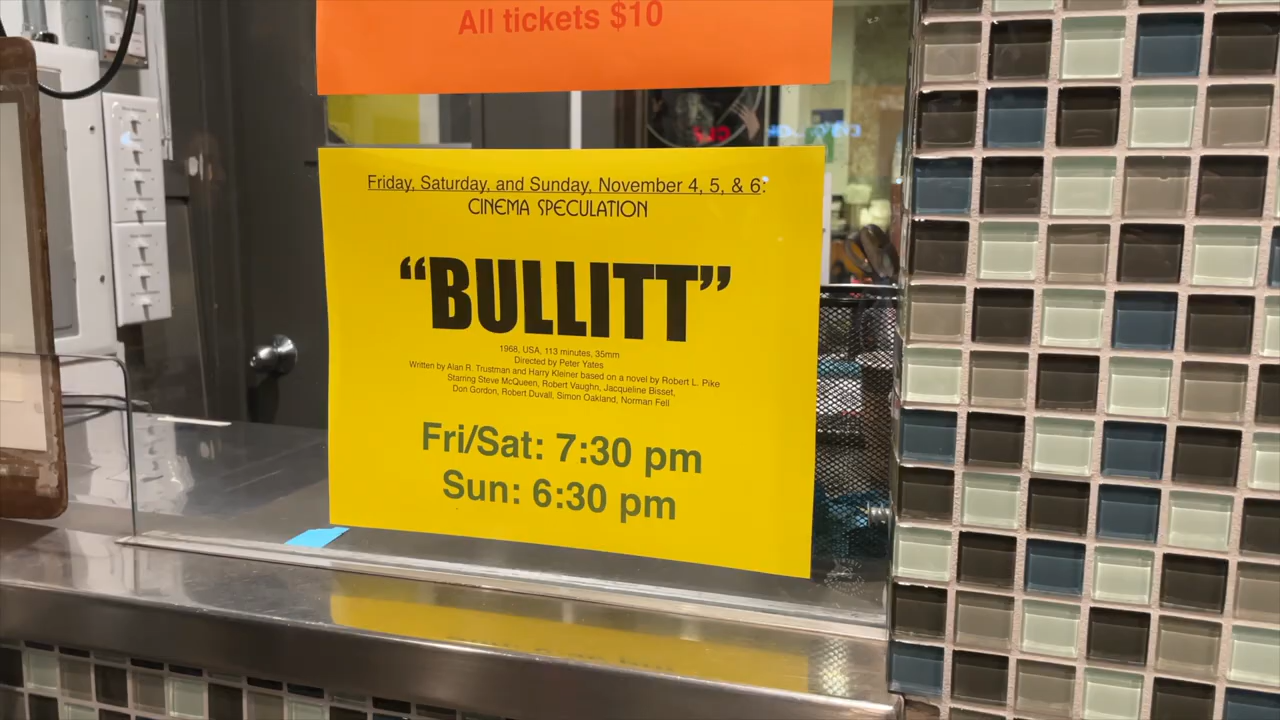 All tickets $10
Friday, Saturday, and Sunday, November 4, 5, & 6:
CINEMA SPECULATION
“BULLITT”
1968, USA, 113 minutes, 35mm
Directed by Peter Yates
Written by Alan R. Trustman and Harry Kleiner based on a novel by Robert L. Pike
Starring Steve McQueen, Robert Vaughn, Jacqueline Bisset,
Don Gordon, Robert Duvall, Simon Oakland, Norman Fell
Fri/Sat: 7:30 pm
Sun: 6:30 pm